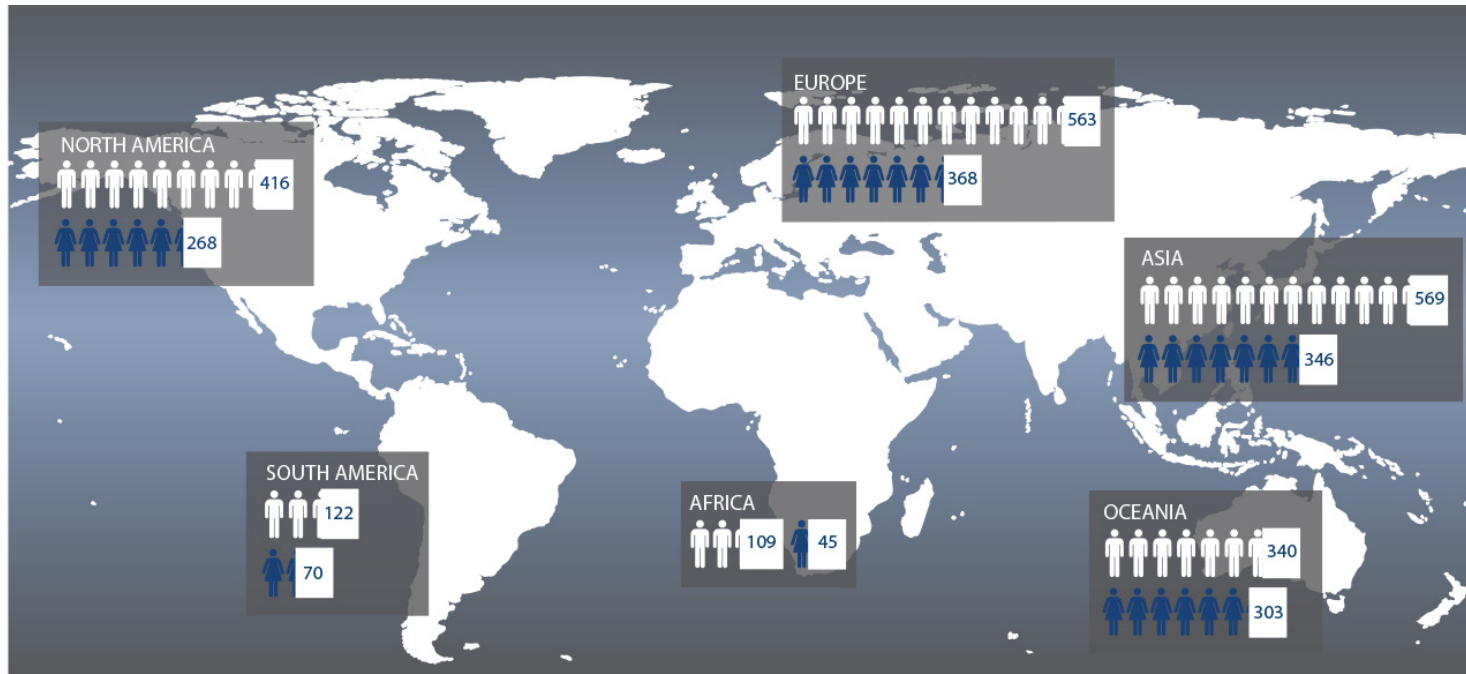 EUROPE
563
368
NORTH AMERICA
416
268
ASIA
569
346
SOUTH AMERICA
122
70
AFRICA
109 45
OCEANIA
340
303